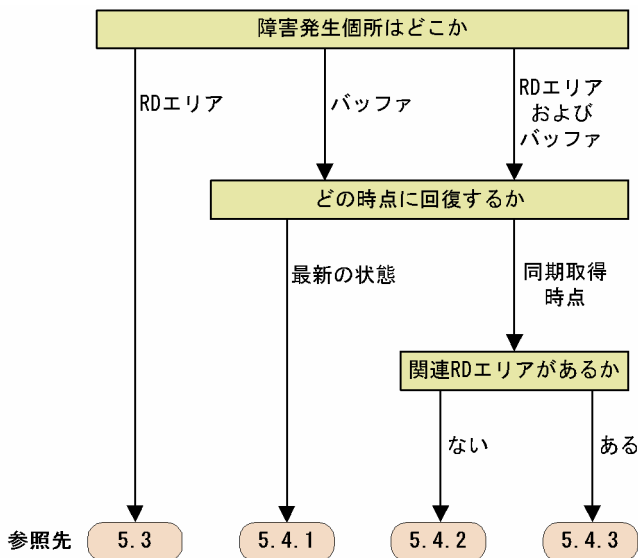 障害発生個所はどこか
RDエリア
バッファ
RDエリア
および
バッファ
どの時点に回復するか
最新の状態
同期取得
時点
関連RDエリアがあるか
ない
ある
参照先
5.3
5.4.1
5.4.2
5.4.3